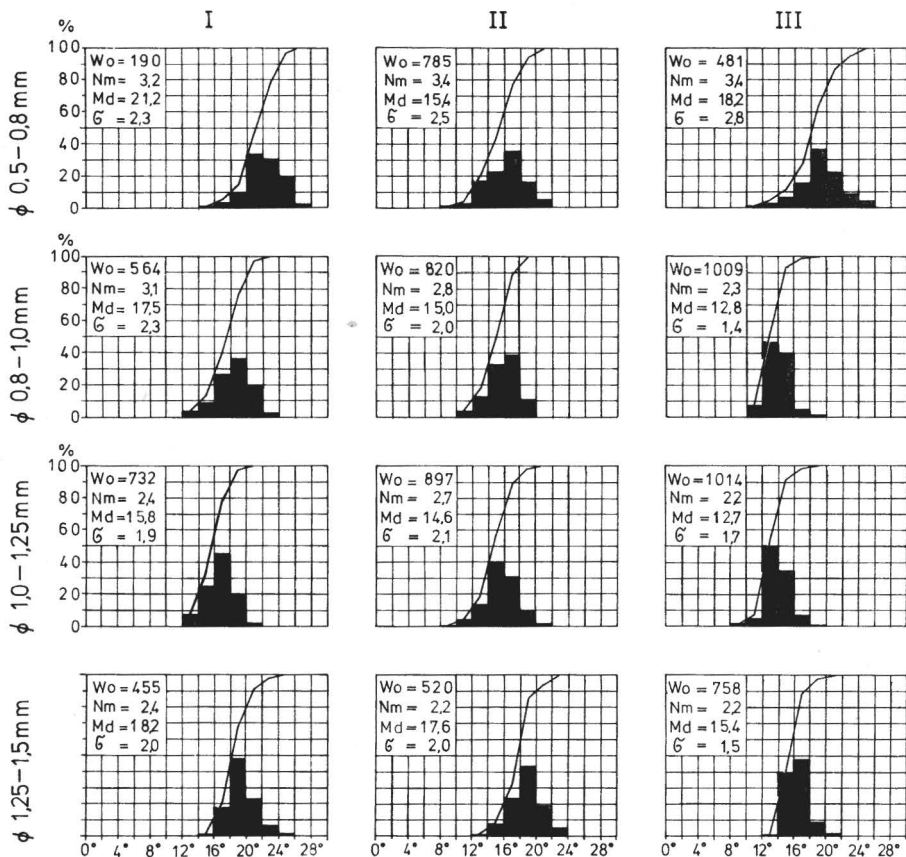 I II III
%
100
80
60
40
20
0
ϕ 0,5-0,8mm
Wo=190
Nm= 3,2
Md=21,2
Ϭ = 2,3
Wo=785
Nm= 3,4
Md=15,4
Ϭ = 2,5
Wo= 481
Nm= 3,4
Md=18,2
Ϭ = 2,8
%
100
80
60
40
20
0
ϕ 0,8-1,0mm
Wo=564
Nm= 3,1
Md=17,5
Ϭ = 2,3
Wo=820
Nm= 2,8
Md=15,0
Ϭ = 2,0
Wo=1009
Nm= 2,3
Md=12,8
Ϭ = 1,4
%
100
80
60
40
20
0
ϕ 1,0-1,25mm
Wo=732
Nm= 2,4
Md=15,8
Ϭ = 1,9
Wo=897
Nm= 2,7
Md=14,6
Ϭ = 2,1
Wo=1014
Nm= 22
Md=12,7
Ϭ = 1,7
ϕ 1,25-1,5mm
Wo=455
Nm= 2,4
Md=18,2
Ϭ = 2,0
Wo=520
Nm= 2,2
Md=17,6
Ϭ = 2,0
Wo=758
Nm= 2,2
Md=15,4
Ϭ = 1,5
0° 4° 8° 12° 16° 20° 24° 28° 0° 4° 8° 12° 16° 20° 24° 28° 0° 4° 8° 12° 16° 20° 24° 28°